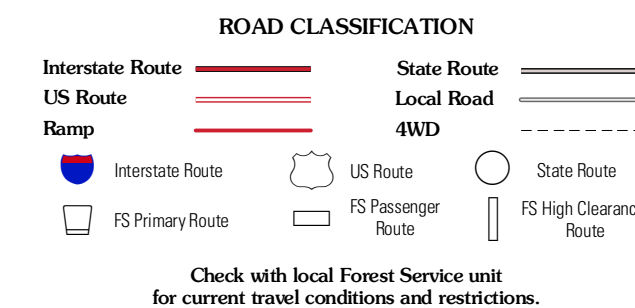 ROAD CLASSIFICATION
Interstate Route
State Route
US Route
Local Road
Ramp
4WD
Interstate Route
US Route
State Route
FS Primary Route
FS Passenger
Route
FS High Clearanc
Route
Check with local Forest Service unit
for current travel conditions and restrictions.